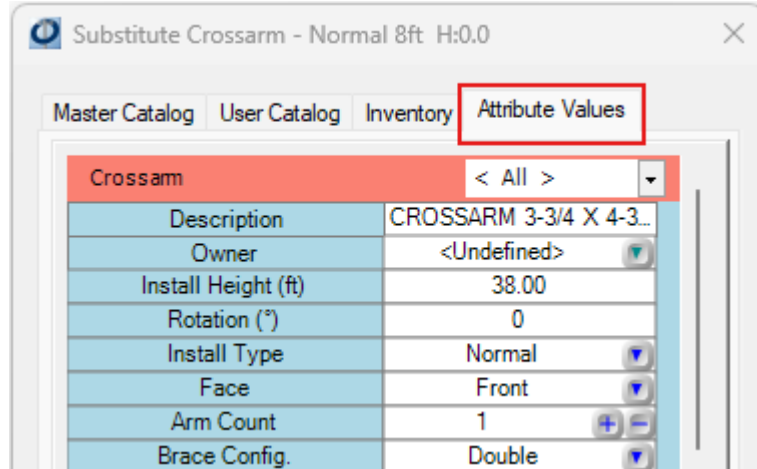 Substitute Crossarm - Normal 8ft H:0.0
Master Catalog User Catalog Inventory Attribute Values
Crossarm < All >
Description CROSSARM 3-3/4 X 4-3...
Owner <Undefined>
Install Height (ft) 38.00
Rotation (°) 0
Install Type Normal
Face Front
Arm Count 1
Brace Config. Double